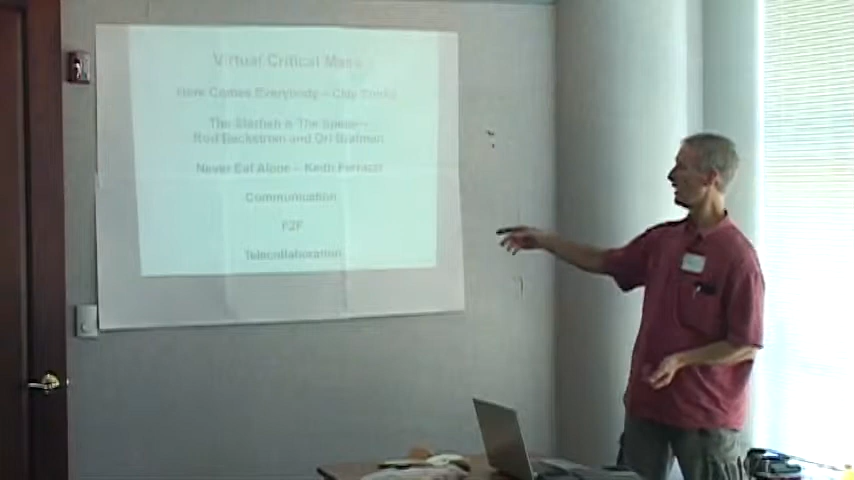 Virtual Critical Mass
Here Comes Everybody – Clay Shirky
The Starfish & The Spider –
Rod Beckstrom and Ori Brafman
Never Eat Alone – Keith Ferrazzi
Communication
F2F
Telecollaboration